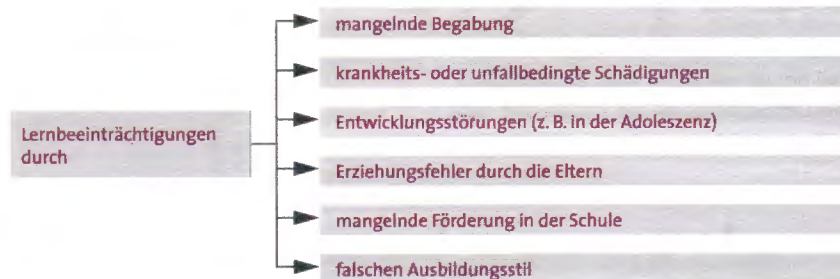 Lernbeeinträchtigungen
durch
mangelnde Begabung
krankheits- oder unfallbedingte Schädigungen
Entwicklungsstörungen (z. B. in der Adoleszenz)
Erziehungsfehler durch die Eltern
mangelnde Förderung in der Schule
falschen Ausbildungsstil